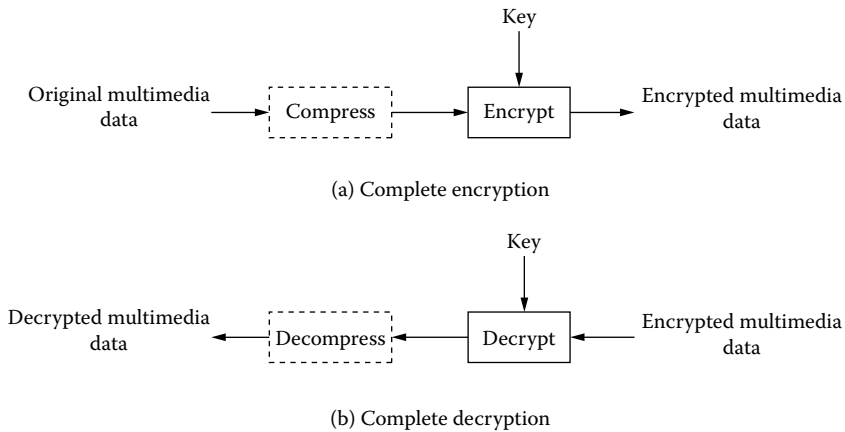 Key
Original multimedia
data
Compress
Encrypt
Encrypted multimedia
data
(a) Complete encryption
Key
Decrypted multimedia
data
Decompress
Decrypt
Encrypted multimedia
data
(b) Complete decryption